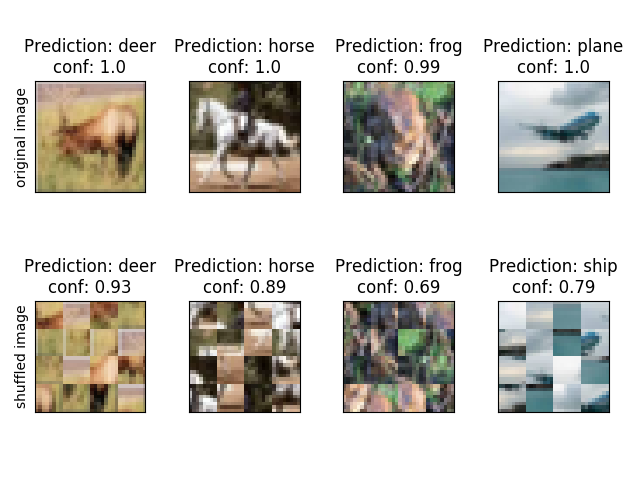 Prediction: deer
conf: 1.0
Prediction: horse
conf: 1.0
Prediction: frog
conf: 0.99
Prediction: plane
conf: 1.0
original image
Prediction: deer
conf: 0.93
Prediction: horse
conf: 0.89
Prediction: frog
conf: 0.69
Prediction: ship
conf: 0.79
shuffled image